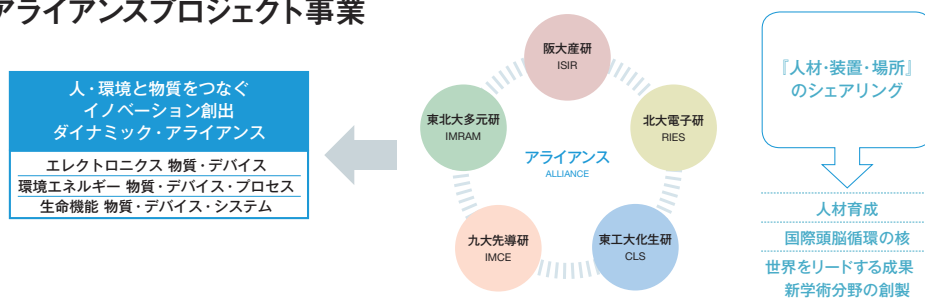 アライアンスプロジェクト事業
人・環境と物質をつなぐ
イノベーション創出
ダイナミック・アライアンス
エレクトロニクス 物質・デバイス
環境エネルギー 物質・デバイス・プロセス
生命機能 物質・デバイス・システム
阪大産研
ISIR
東北大多元研
IMRAM
北大電子研
RIES
アライアンス
ALLIANCE
九大先導研
IMCE
東工大化生研
CLS
『人材・装置・場所』
のシェアリング
人材育成
国際頭脳循環の核
世界をリードする成果
新学術分野の創製